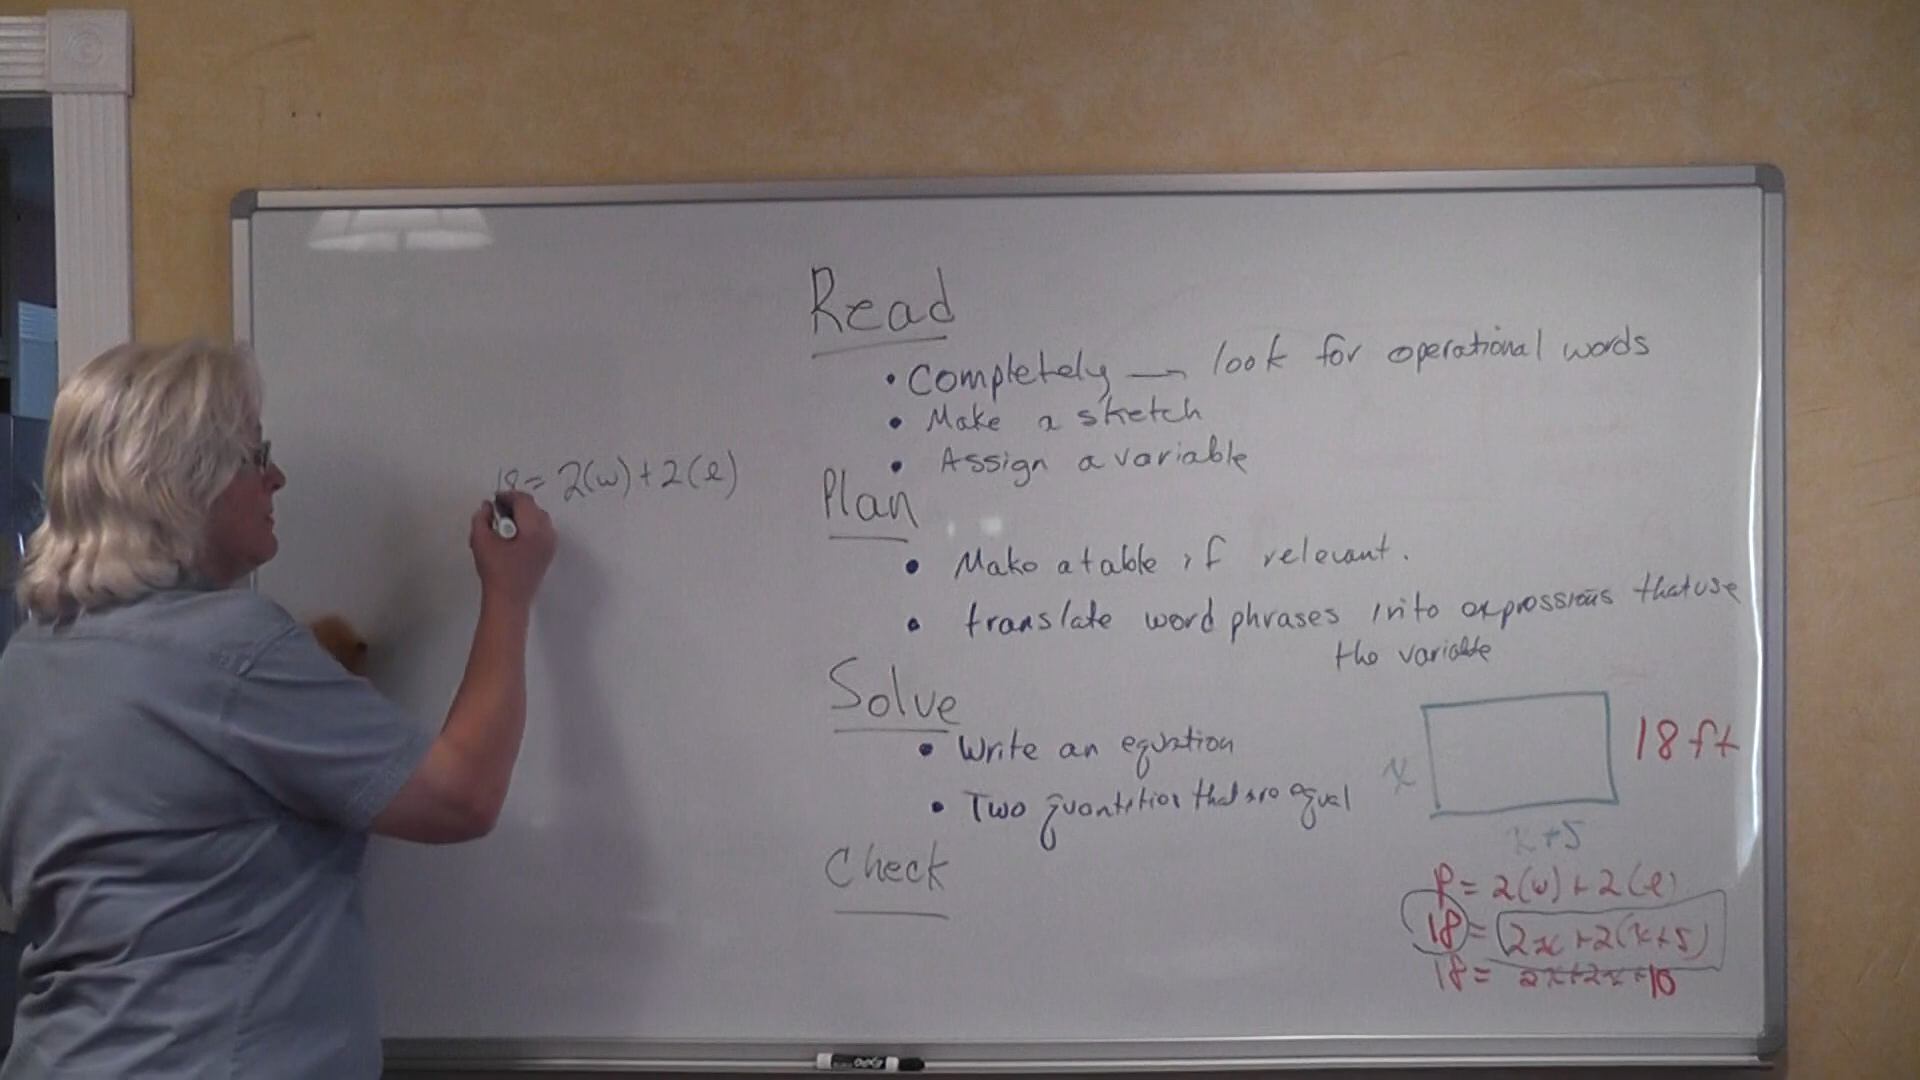 Read
• Completely — look for operational words
• Make a sketch
• Assign a variable
18 = 2(w) + 2(l)
Plan
• Make a table if relevant.
• translate word phrases into expressions that use
the variable
Solve
• Write an equation
• Two quantities that are equal
Check
18 ft
x
x+5
P = 2(w) + 2(l)
18 = 2x + 2(x+5)
18 = 2x+2x+10
EXPO